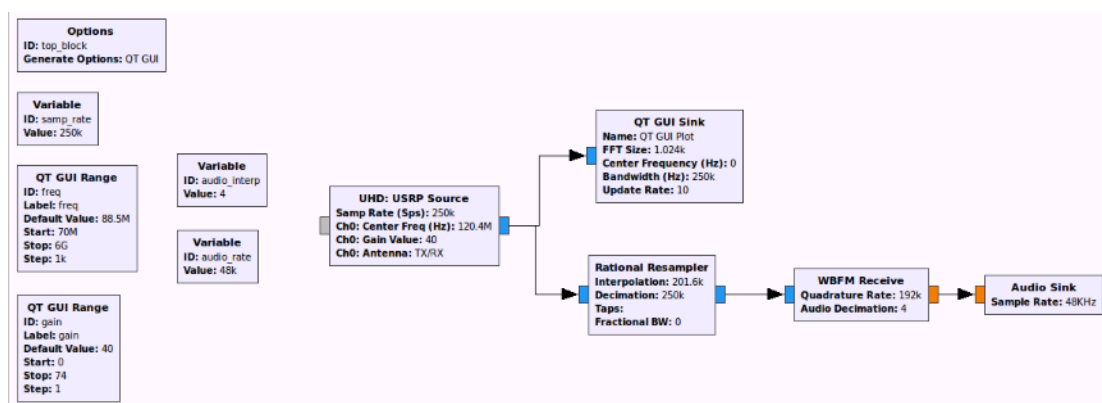 Options
ID: top_block
Generate Options: QT GUI
Variable
ID: samp_rate
Value: 250k
QT GUI Range
ID: freq
Label: freq
Default Value: 88.5M
Start: 70M
Stop: 6G
Step: 1k
QT GUI Range
ID: gain
Label: gain
Default Value: 40
Start: 0
Stop: 74
Step: 1
Variable
ID: audio_interp
Value: 4
Variable
ID: audio_rate
Value: 48k
UHD: USRP Source
Samp Rate (Sps): 250k
Ch0: Center Freq (Hz): 120.4M
Ch0: Gain Value: 40
Ch0: Antenna: TX/RX
QT GUI Sink
Name: QT GUI Plot
FFT Size: 1.024k
Center Frequency (Hz): 0
Bandwidth (Hz): 250k
Update Rate: 10
Rational Resampler
Interpolation: 201.6k
Decimation: 250k
Taps:
Fractional BW: 0
WBFM Receive
Quadrature Rate: 192k
Audio Decimation: 4
Audio Sink
Sample Rate: 48KHz